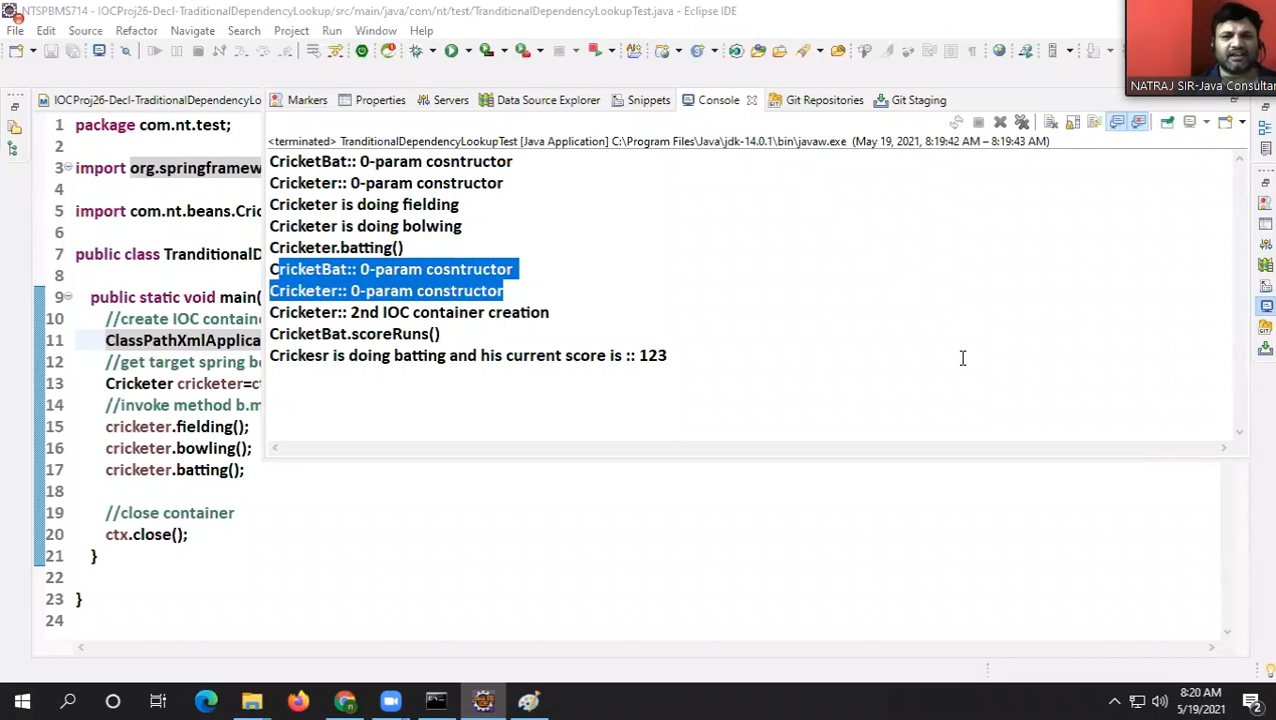 NTSPBMS714 - IOCProj26-Decl-TraditionalDependencyLookup/src/main/java/com/nt/test/TranditionalDependencyLookupTest.java - Eclipse IDE
File Edit Source Refactor Navigate Search Project Run Window Help
NATRAJ SIR-Java Consultan
IOCProj26-Decl-TraditionalDependencyLo
Markers Properties Servers Data Source Explorer Snippets Console Git Repositories Git Staging
<terminated> TranditionalDependencyLookupTest [Java Application] C:\Program Files\Java\jdk-14.0.1\bin\javaw.exe (May 19, 2021, 8:19:42 AM – 8:19:43 AM)
CricketBat:: 0-param cosntructor
Cricketer:: 0-param constructor
Cricketer is doing fielding
Cricketer is doing bolwing
Cricketer.batting()
CricketBat:: 0-param cosntructor
Cricketer:: 0-param constructor
Cricketer:: 2nd IOC container creation
CricketBat.scoreRuns()
Crickesr is doing batting and his current score is :: 123
1 package com.nt.test;
2
3 import org.springframew
4
5 import com.nt.beans.Cric
6
7 public class TranditionalD
8
9 public static void main(
10 //create IOC containe
11 ClassPathXmlApplica
12 //get target spring be
13 Cricketer cricketer=ct
14 //invoke method b.m
15 cricketer.fielding();
16 cricketer.bowling();
17 cricketer.batting();
18
19 //close container
20 ctx.close();
21 }
22
23 }
24
8:20 AM
5/19/2021
2